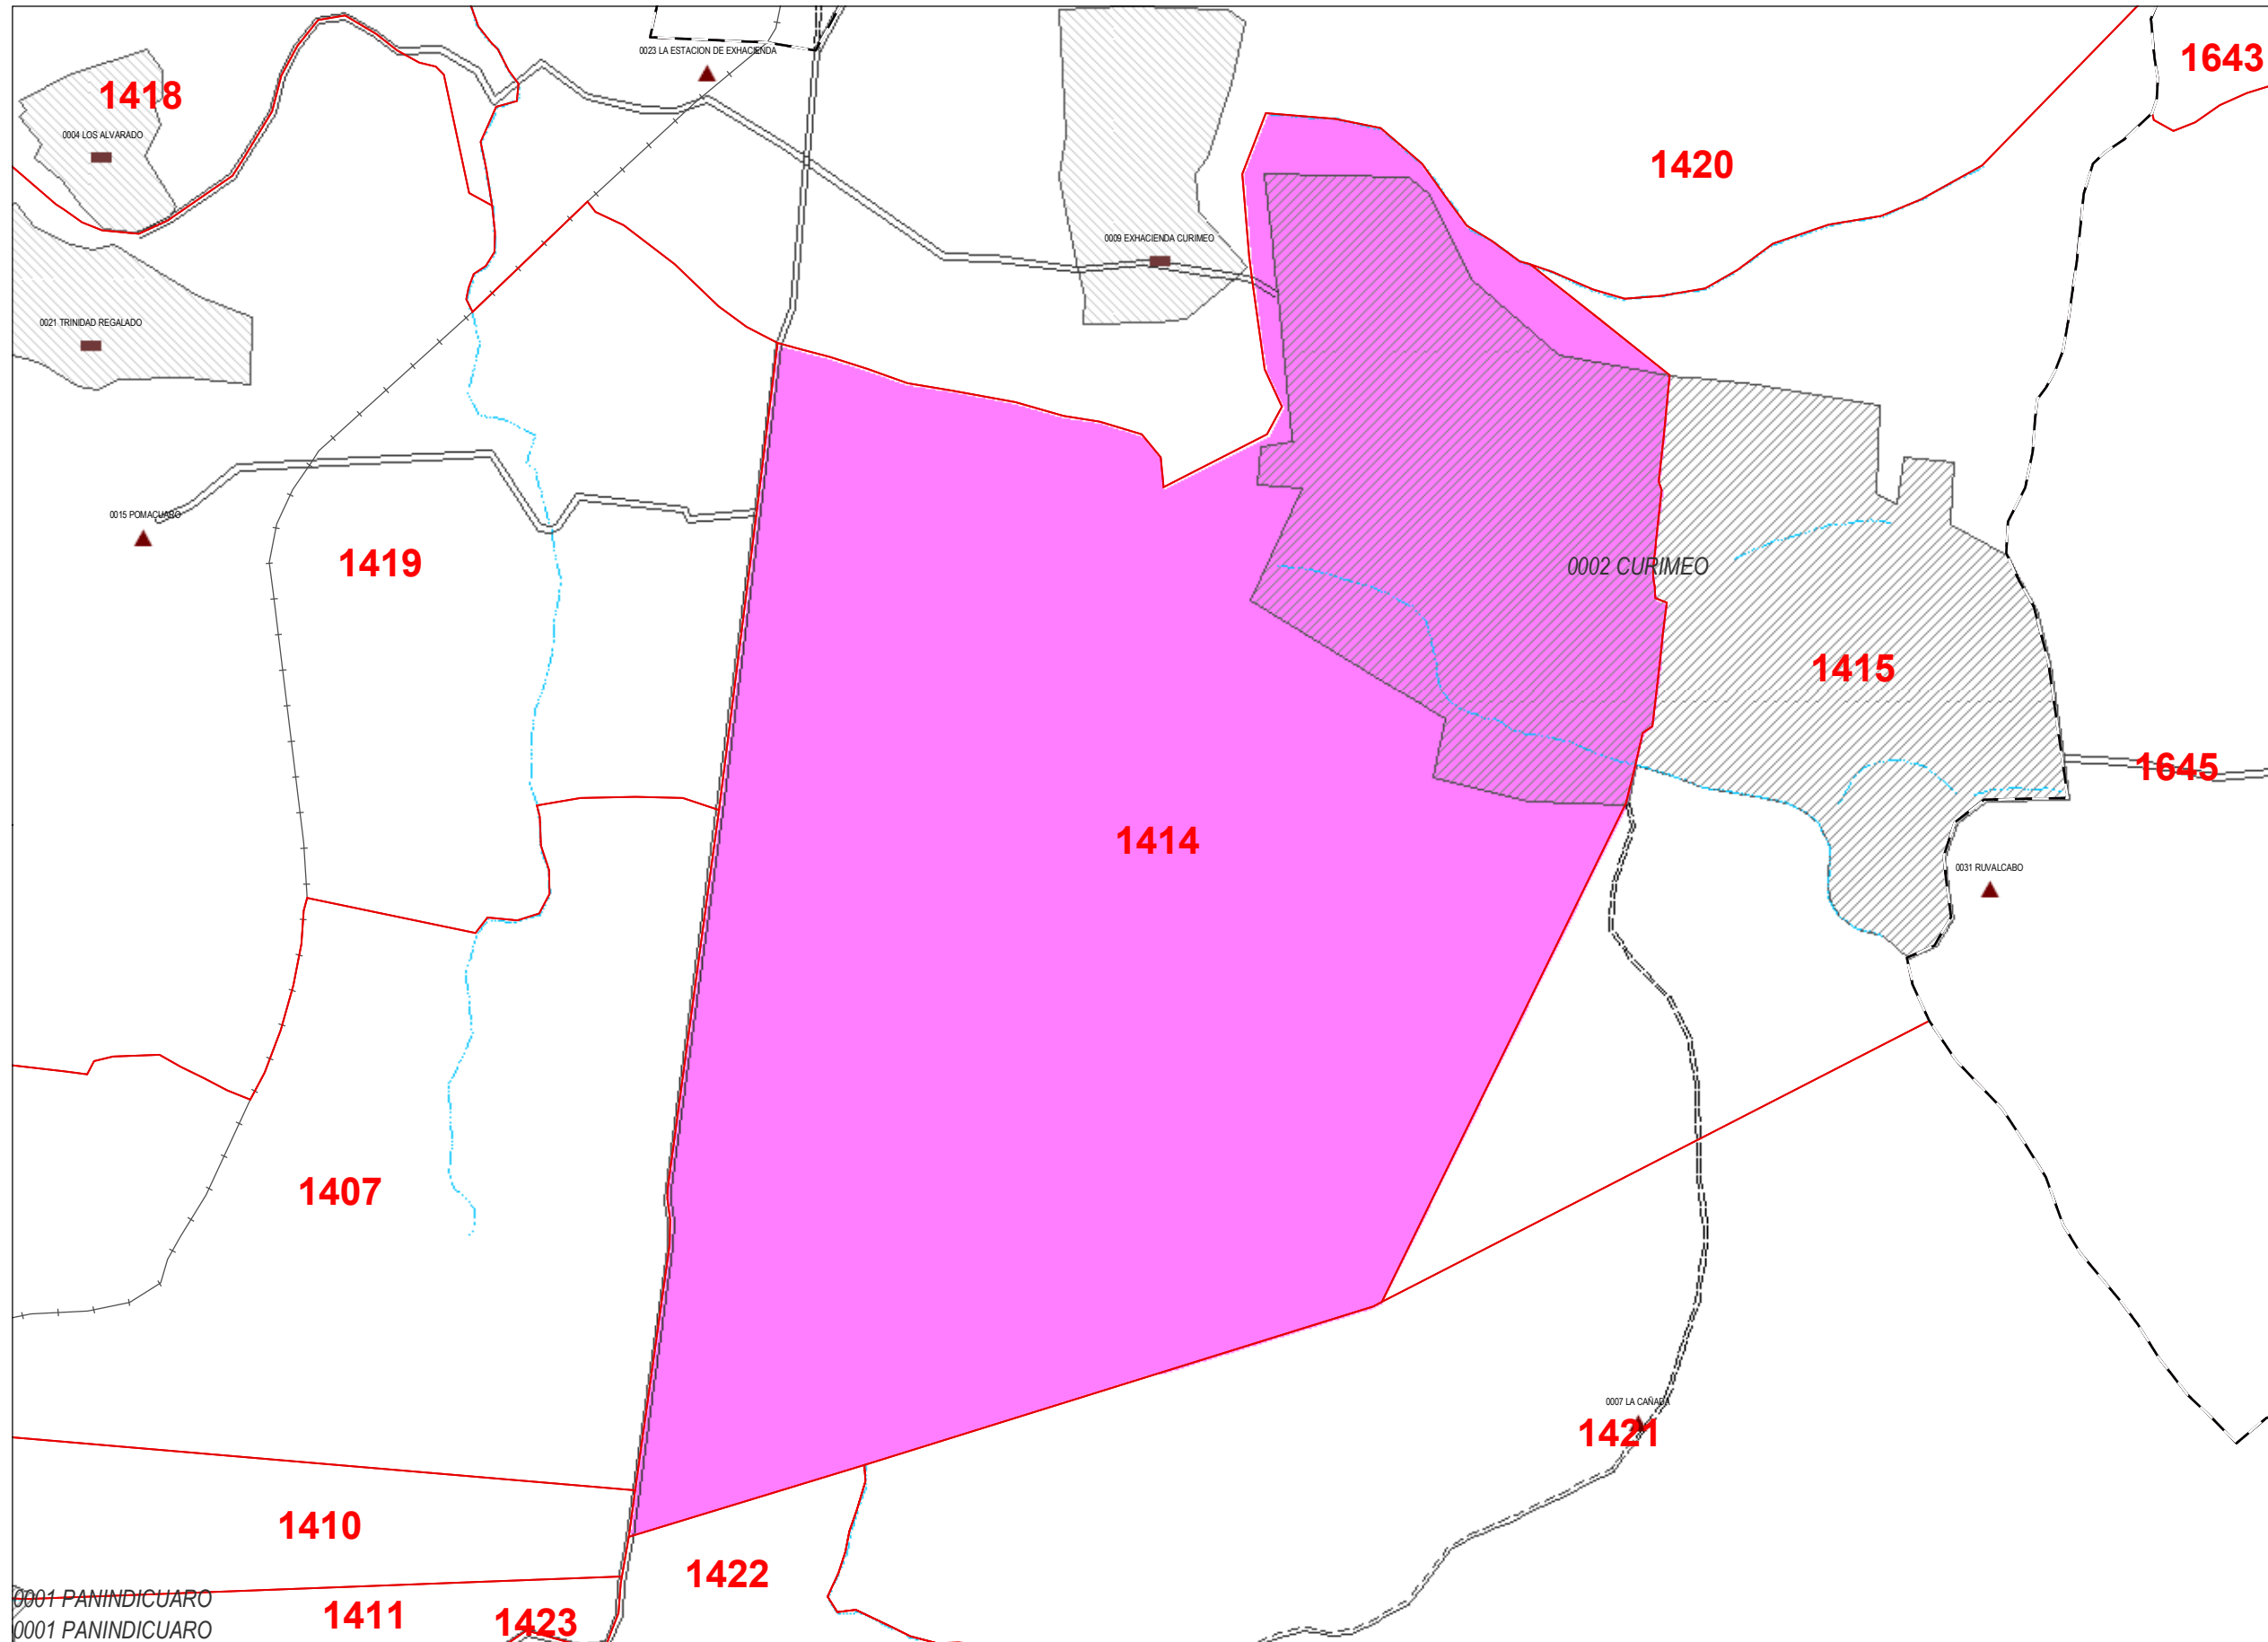 0023 LA ESTACION DE EXHACIENDA
1643
1418
0004 LOS ALVARADO
1420
0009 EXHACIENDA CURIMEO
0021 TRINIDAD REGALADO
0015 POMACUARO
1419
0002 CURIMEO
1415
1645
1414
0031 RUVALCABO
1407
0007 LA CAÑADA
1421
1410
1422
0001 PANINDICUARO
1411
1423
0001 PANINDICUARO